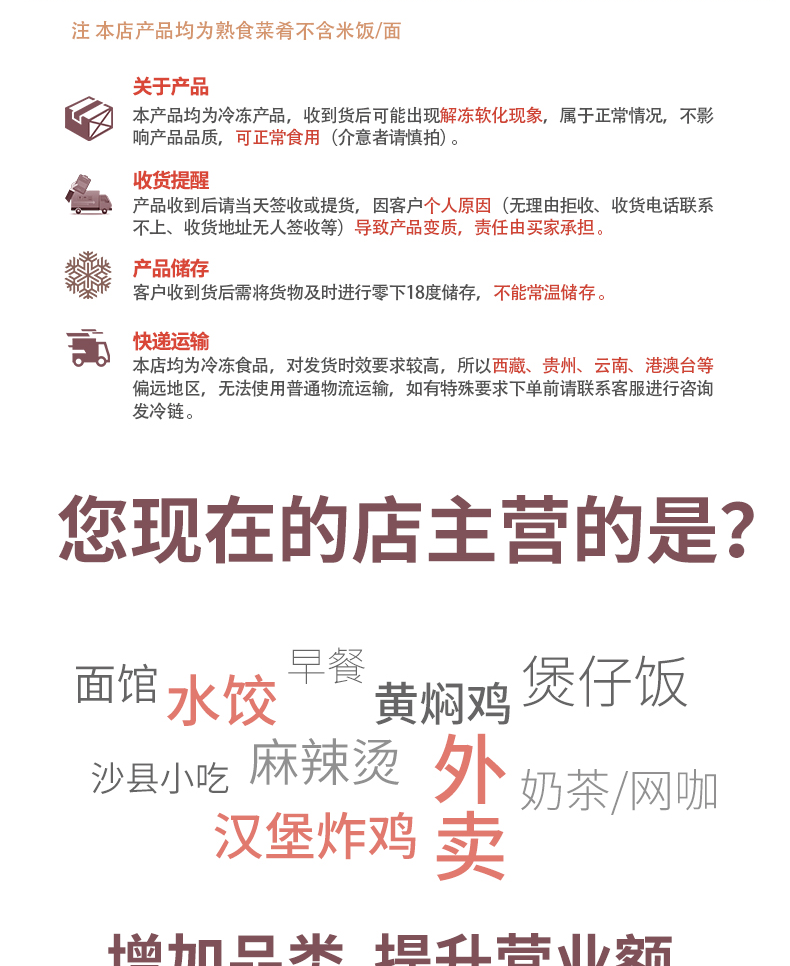 注 本店产品均为熟食菜肴不含米饭/面
关于产品
本产品均为冷冻产品，收到货后可能出现解冻软化现象，属于正常情况，不影
响产品品质，可正常食用（介意者请慎拍）。
收货提醒
产品收到后请当天签收或提货，因客户个人原因（无理由拒收、收货电话联系
不上、收货地址无人签收等）导致产品变质，责任由买家承担。
产品储存
客户收到货后需将货物及时进行零下18度储存，不能常温储存。
快递运输
本店均为冷冻食品，对发货时效要求较高，所以西藏、贵州、云南、港澳台等
偏远地区，无法使用普通物流运输，如有特殊要求下单前请联系客服进行咨询
发冷链。
您现在的店主营的是？
面馆
水饺
早餐
黄焖鸡
煲仔饭
沙县小吃
麻辣烫
外卖
奶茶/网咖
汉堡炸鸡
增加品类 提升营业额